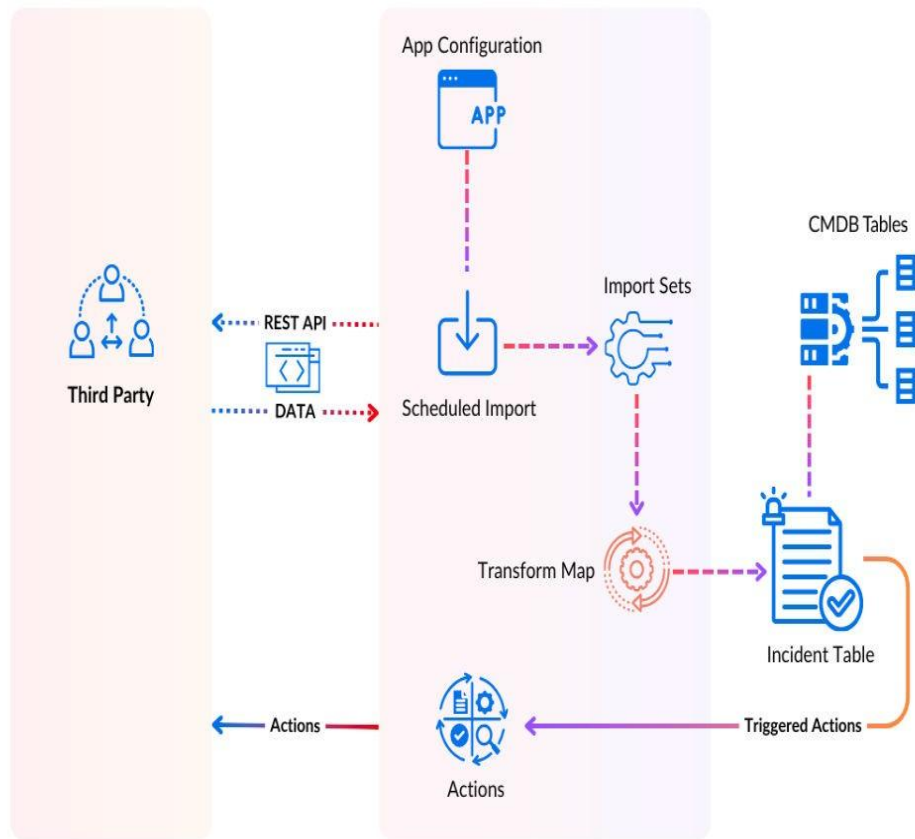 App Configuration
APP
CMDB Tables
Import Sets
REST API
Third Party
DATA
Scheduled Import
Transform Map
Incident Table
Actions
Triggered Actions
Actions